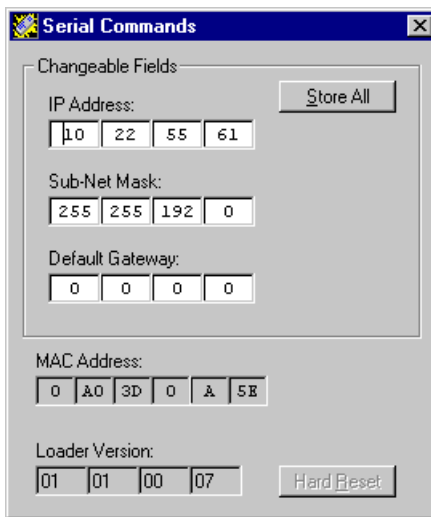 Serial Commands
Changeable Fields
Store All
IP Address:
10 22 55 61
Sub-Net Mask:
255 255 192 0
Default Gateway:
0 0 0 0
MAC Address:
0 A0 3D 0 A 5E
Loader Version:
01 01 00 07
Hard Reset